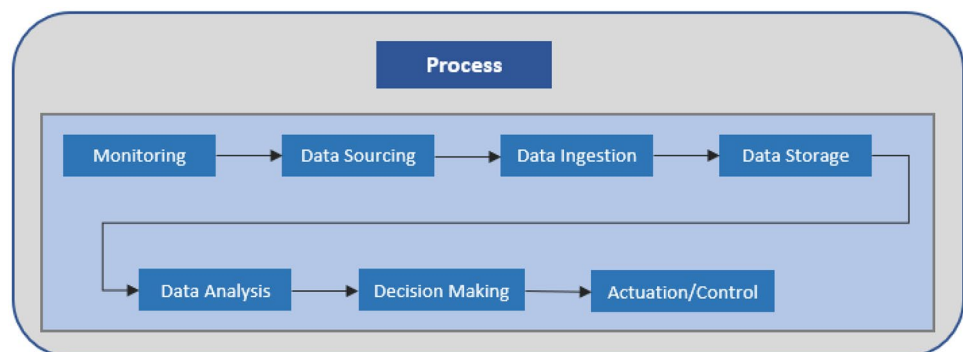 Process
Monitoring
Data Sourcing
Data Ingestion
Data Storage
Data Analysis
Decision Making
Actuation/Control